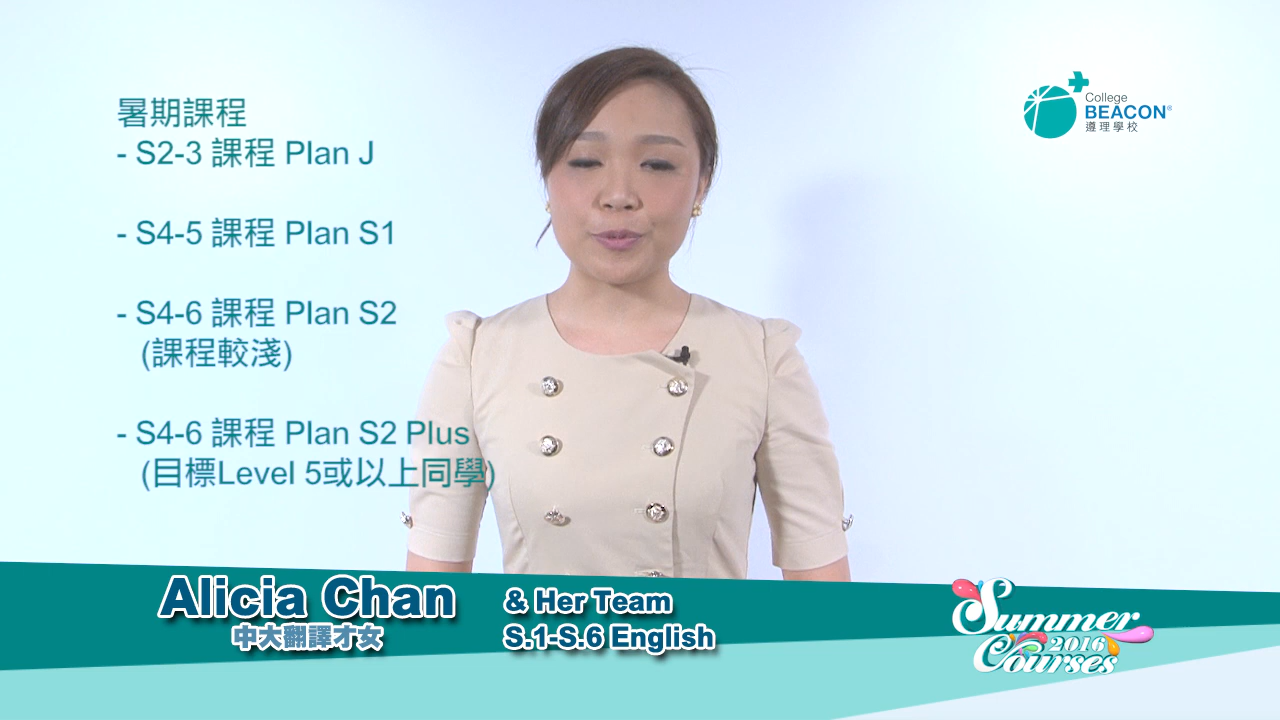 暑期課程
- S2-3 課程 Plan J
- S4-5 課程 Plan S1
- S4-6 課程 Plan S2
(課程較淺)
- S4-6 課程 Plan S2 Plus
(目標Level 5或以上同學)
College
BEACON®
遵理學校
Alicia Chan
中大翻譯才女
& Her Team
S.1-S.6 English
Summer
2016
Courses